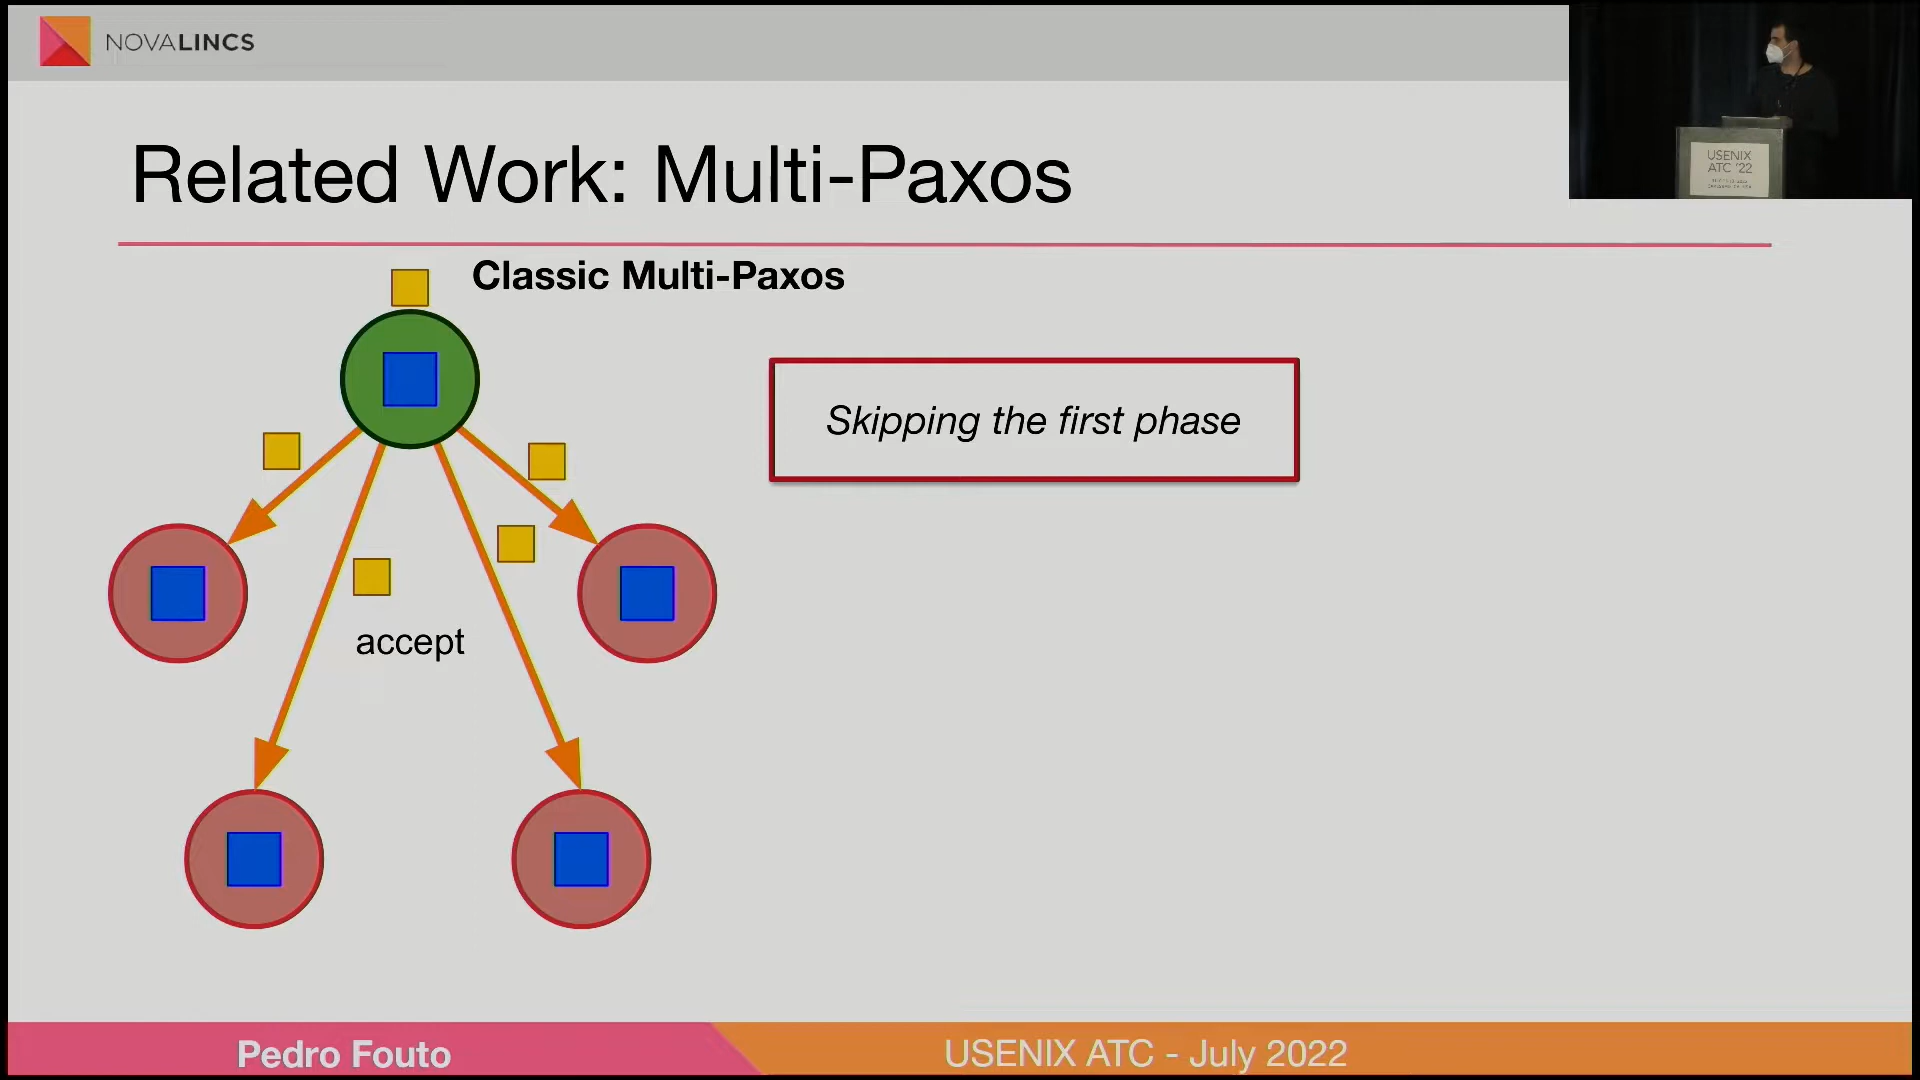 NOVALINCS
USENIX
ATC '22
Related Work: Multi-Paxos
Classic Multi-Paxos
Skipping the first phase
accept
Pedro Fouto
USENIX ATC - July 2022